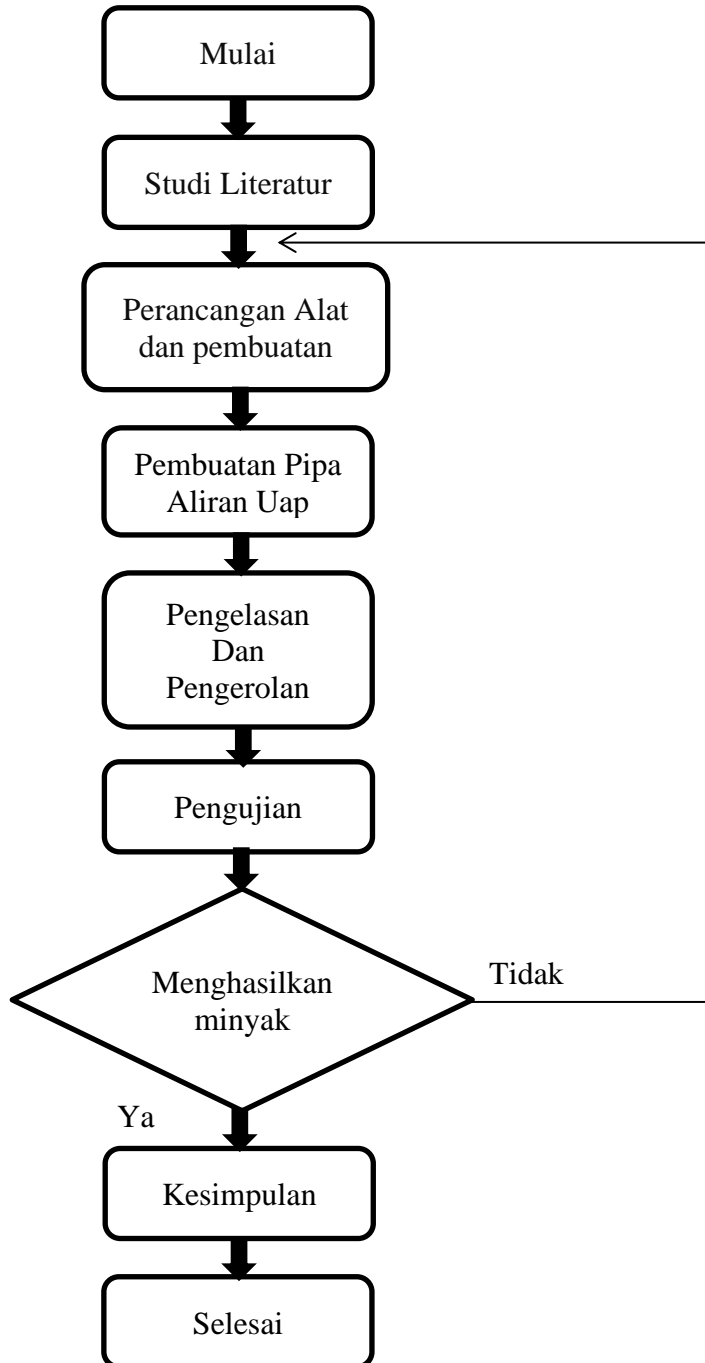 Mulai
Studi Literatur
Perancangan Alat
dan pembuatan
Pembuatan Pipa
Aliran Uap
Pengelasan
Dan
Pengerolan
Pengujian
Menghasilkan
minyak
Tidak
Ya
Kesimpulan
Selesai